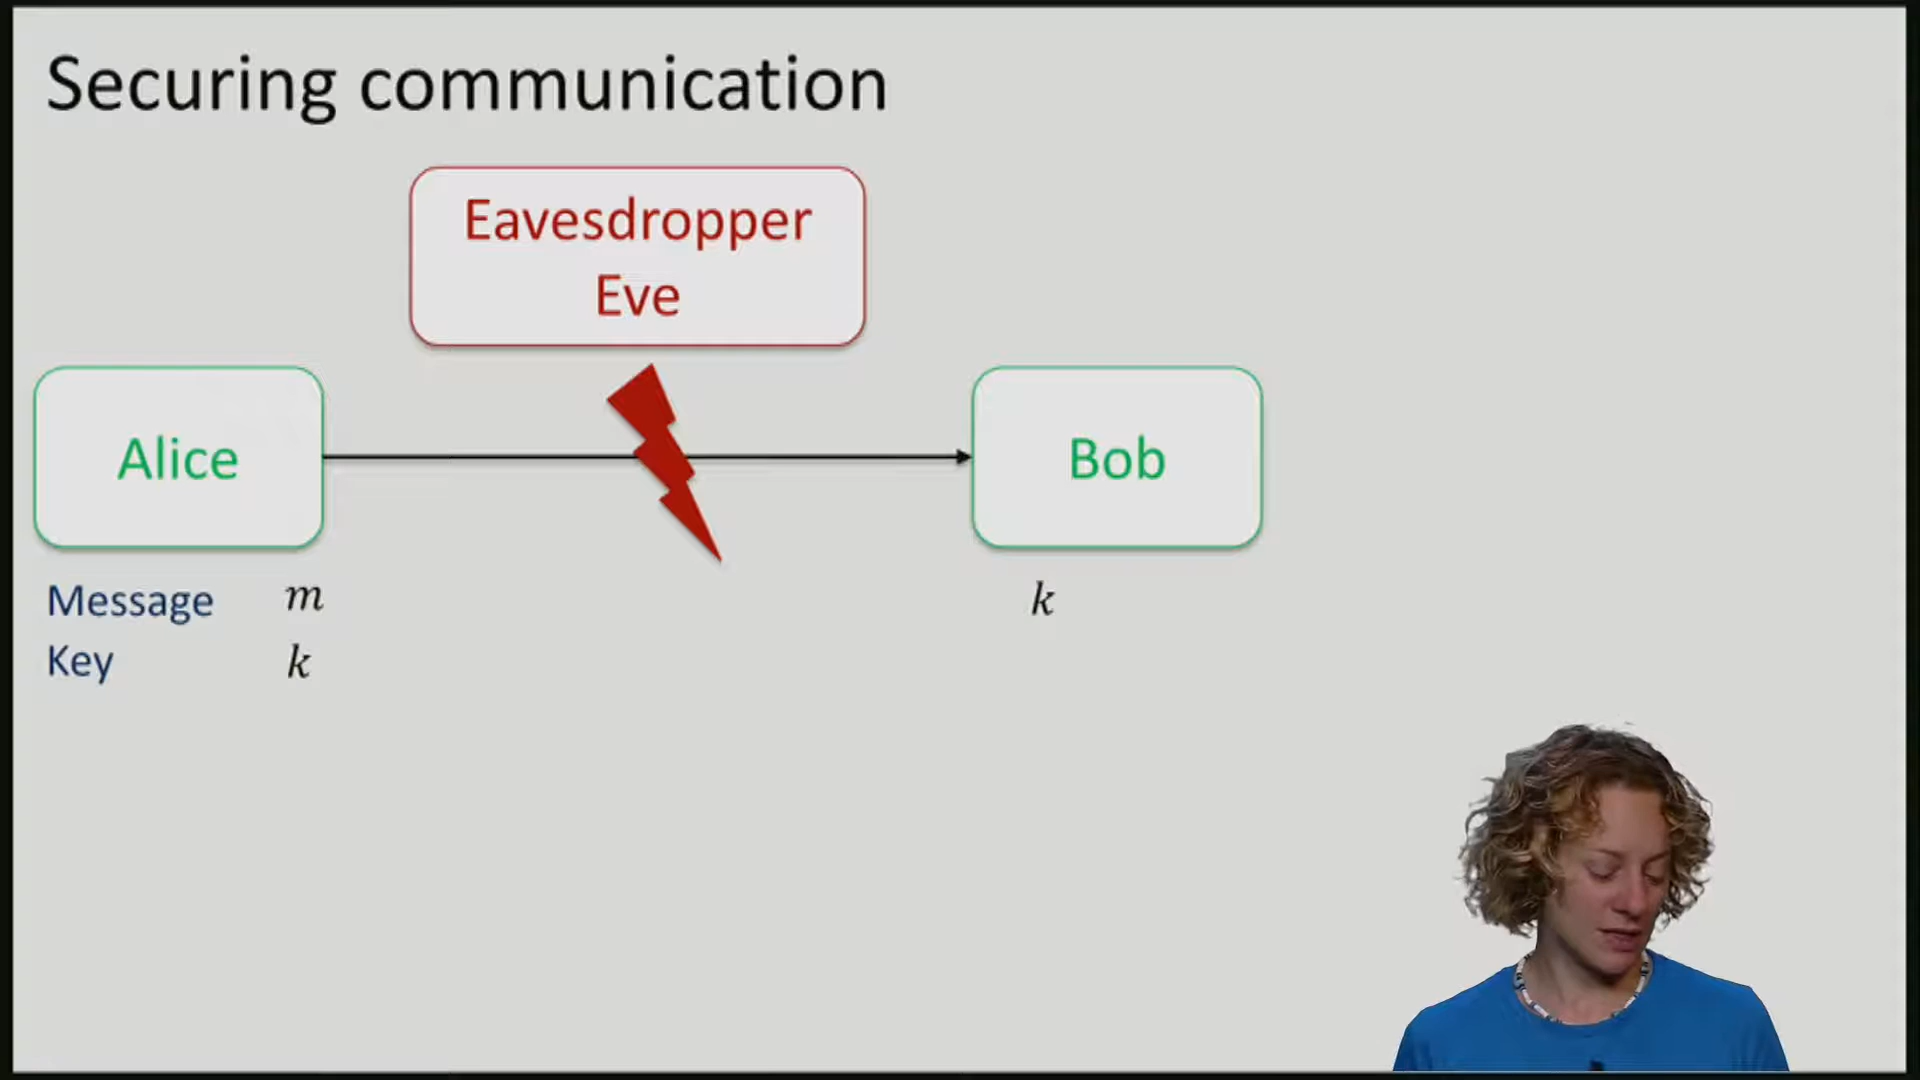 Securing communication
Eavesdropper
Eve
Alice
Bob
Message m
Key k
k